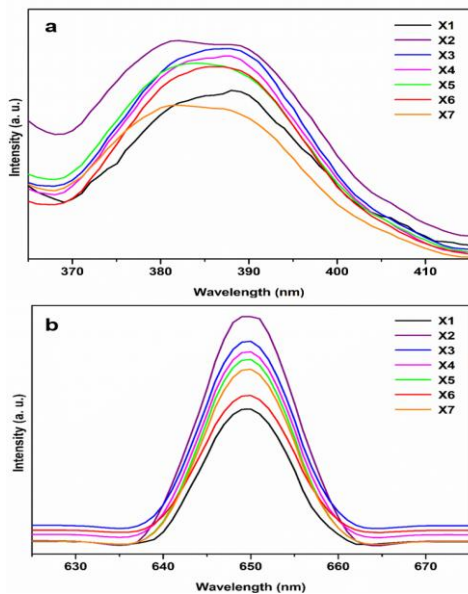 a
X1
X2
X3
X4
X5
X6
X7
Intensity (a. u.)
370 380 390 400 410
Wavelength (nm)
b
X1
X2
X3
X4
X5
X6
X7
Intensity (a. u.)
630 640 650 660 670
Wavelength (nm)